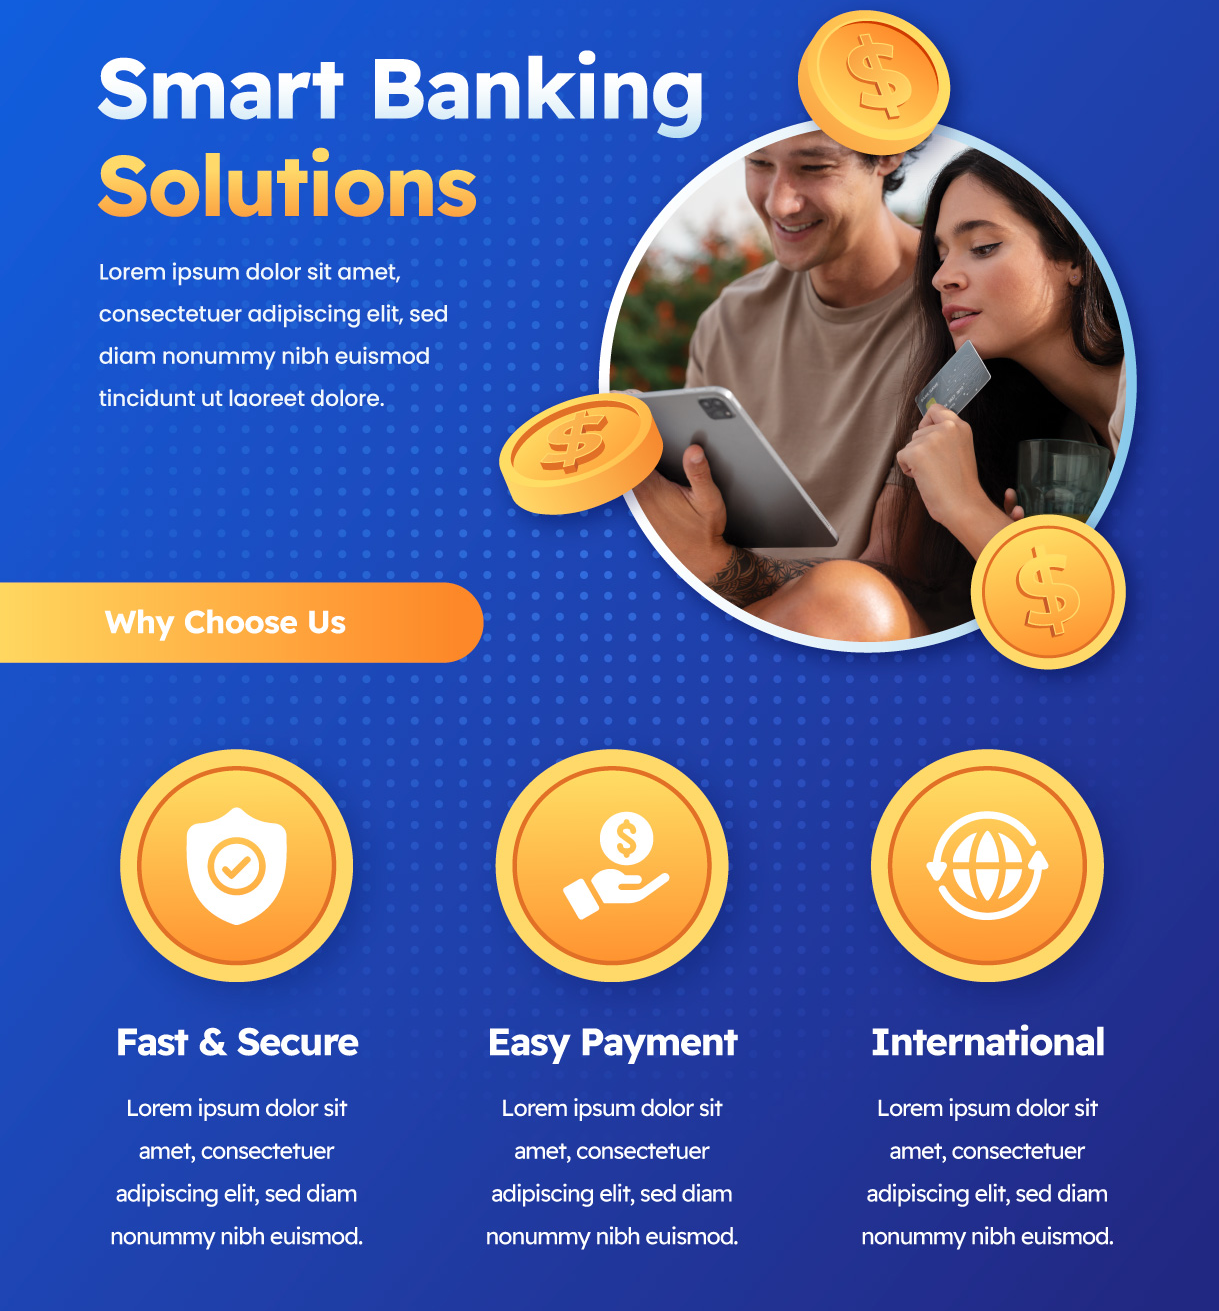 Smart Banking
Solutions
Lorem ipsum dolor sit amet,
consectetuer adipiscing elit, sed
diam nonummy nibh euismod
tincidunt ut laoreet dolore.
Why Choose Us
Fast & Secure
Lorem ipsum dolor sit
amet, consectetuer
adipiscing elit, sed diam
nonummy nibh euismod.
Easy Payment
Lorem ipsum dolor sit
amet, consectetuer
adipiscing elit, sed diam
nonummy nibh euismod.
International
Lorem ipsum dolor sit
amet, consectetuer
adipiscing elit, sed diam
nonummy nibh euismod.